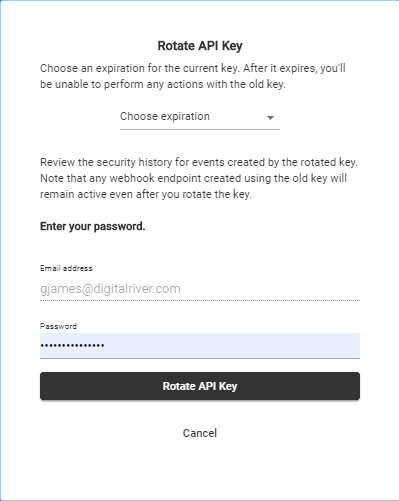 Rotate API Key
Choose an expiration for the current key. After it expires, you'll
be unable to perform any actions with the old key.
Choose expiration
Review the security history for events created by the rotated key.
Note that any webhook endpoint created using the old key will
remain active even after you rotate the key.
Enter your password.
Email address
gjames@digitalriver.com
Password
•••••••••••••••
Rotate API Key
Cancel